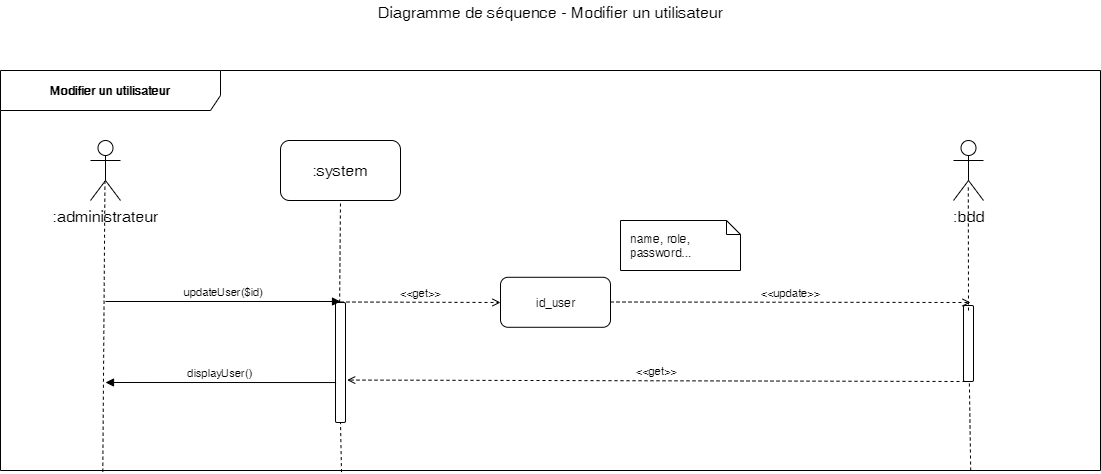 Diagramme de séquence - Modifier un utilisateur
Modifier un utilisateur
:administrateur
:system
:bdd
name, role,
password...
updateUser($id)
<<get>>
id_user
<<update>>
displayUser()
<<get>>